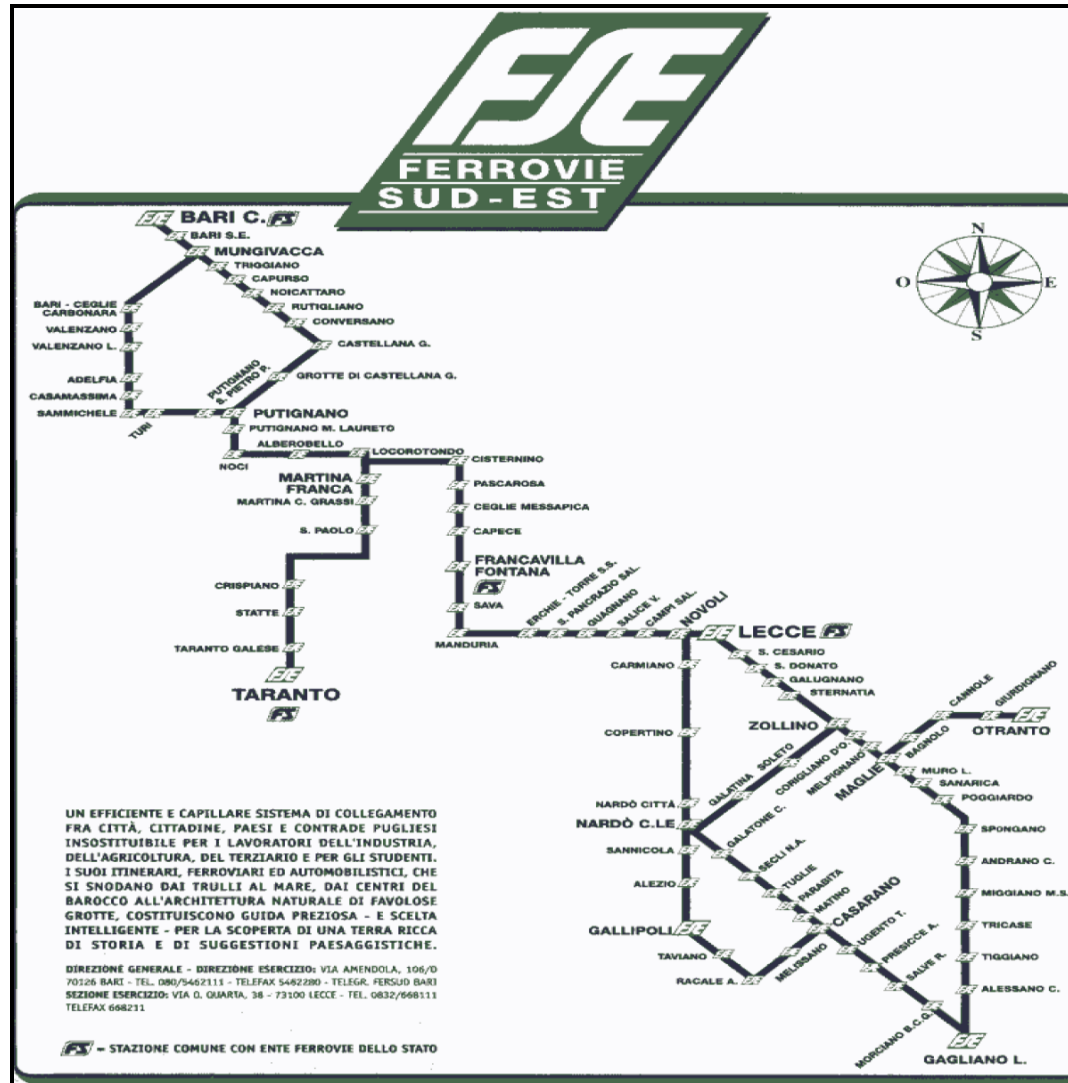 FSE
FERROVIE
SUD-EST
BARI C. FS
BARI S.E.
MUNGIVACCA
TRIGGIANO
CAPURSO
NOICATTARO
RUTIGLIANO
CONVERSANO
CASTELLANA G.
GROTTE DI CASTELLANA G.
BARI - CEGLIE
CARBONARA
VALENZANO
VALENZANO L.
ADELFIA
CASAMASSIMA
SAMMICHELE
TURI
PUTIGNANO
S. PIETRO P.
PUTIGNANO
PUTIGNANO M. LAURETO
NOCI
ALBEROBELLO
LOCOROTONDO
MARTINA
FRANCA
MARTINA C. GRASSI
S. PAOLO
CRISPIANO
STATTE
TARANTO GALESE
TARANTO
FS
CISTERNINO
PASCAROSA
CEGLIE MESSAPICA
CAPECE
FRANCAVILLA
FONTANA
FS
SAVA
MANDURIA
ERCHIE - TORRE S.S.
S. PANCRAZIO SAL.
GUAGNANO
SALICE V.
CAMPI SAL.
NOVOLI
LECCE FS
S. CESARIO
S. DONATO
GALUGNANO
STERNATIA
ZOLLINO
CARMIANO
COPERTINO
NARDÒ CITTÀ
NARDÒ C.LE
SANNICOLA
ALEZIO
GALLIPOLI
TAVIANO
RACALE A.
MELISSANO
GALATINA
SOLETO
CORIGLIANO D'O.
MELPIGNANO
MAGLIE
BAGNOLO
CANNOLE
GIURDIGNANO
OTRANTO
MURO L.
SANARICA
POGGIARDO
SPONGANO
ANDRANO C.
MIGGIANO M.S.
TRICASE
TIGGIANO
ALESSANO C.
GAGLIANO L.
GALATONE C.
SECLI N.A.
TUGLIE
PARABITA
MATINO
CASARANO
UGENTO T.
PRESICCE A.
SALVE R.
MORCIANO B.C.G.
N
O
E
S
UN EFFICIENTE E CAPILLARE SISTEMA DI COLLEGAMENTO
FRA CITTÀ, CITTADINE, PAESI E CONTRADE PUGLIESI
INSOSTITUIBILE PER I LAVORATORI DELL'INDUSTRIA,
DELL'AGRICOLTURA, DEL TERZIARIO E PER GLI STUDENTI.
I SUOI ITINERARI, FERROVIARI ED AUTOMOBILISTICI, CHE
SI SNODANO DAI TRULLI AL MARE, DAI CENTRI DEL
BAROCCO ALL'ARCHITETTURA NATURALE DI FAVOLOSE
GROTTE, COSTITUISCONO GUIDA PREZIOSA - E SCELTA
INTELLIGENTE - PER LA SCOPERTA DI UNA TERRA RICCA
DI STORIA E DI SUGGESTIONI PAESAGGISTICHE.
DIREZIONE GENERALE - DIREZIONE ESERCIZIO: VIA AMENDOLA, 106/D
70126 BARI - TEL. 080/5462111 - TELEFAX 5462280 - TELEGR. FERSUD BARI
SEZIONE ESERCIZIO: VIA O. QUARTA, 38 - 73100 LECCE - TEL. 0832/668111
TELEFAX 668211
FS = STAZIONE COMUNE CON ENTE FERROVIE DELLO STATO